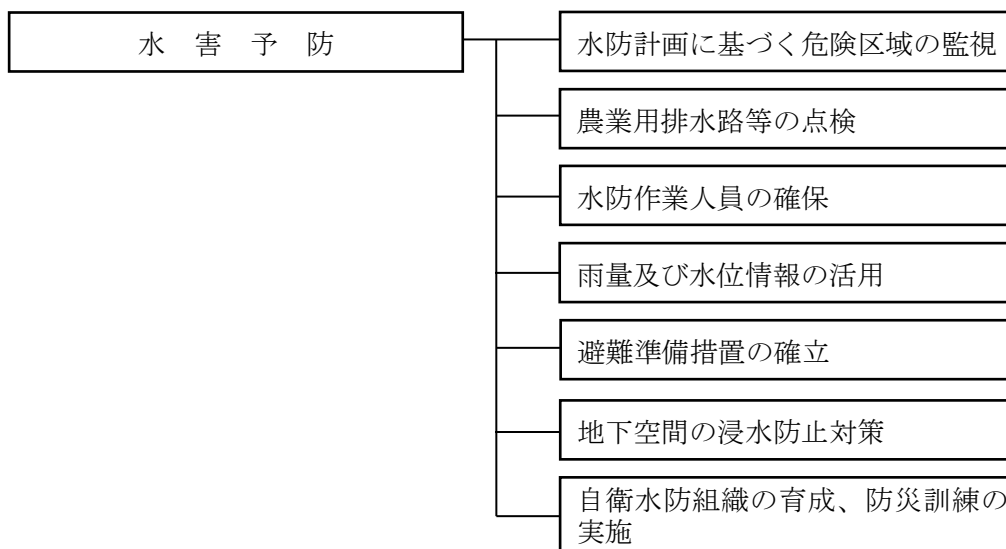 水害予防
水防計画に基づく危険区域の監視
農業用排水路等の点検
水防作業人員の確保
雨量及び水位情報の活用
避難準備措置の確立
地下空間の浸水防止対策
自衛水防組織の育成、防災訓練の
実施